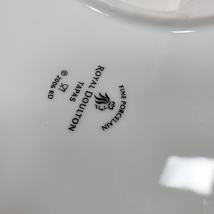 FINE PORCELAIN
ROYAL DOULTON
TAPAS
© 2006 RD